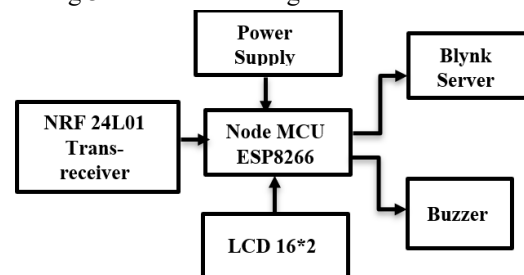 Power
Supply
Blynk
Server
NRF 24L01
Trans-
receiver
Node MCU
ESP8266
Buzzer
LCD 16*2